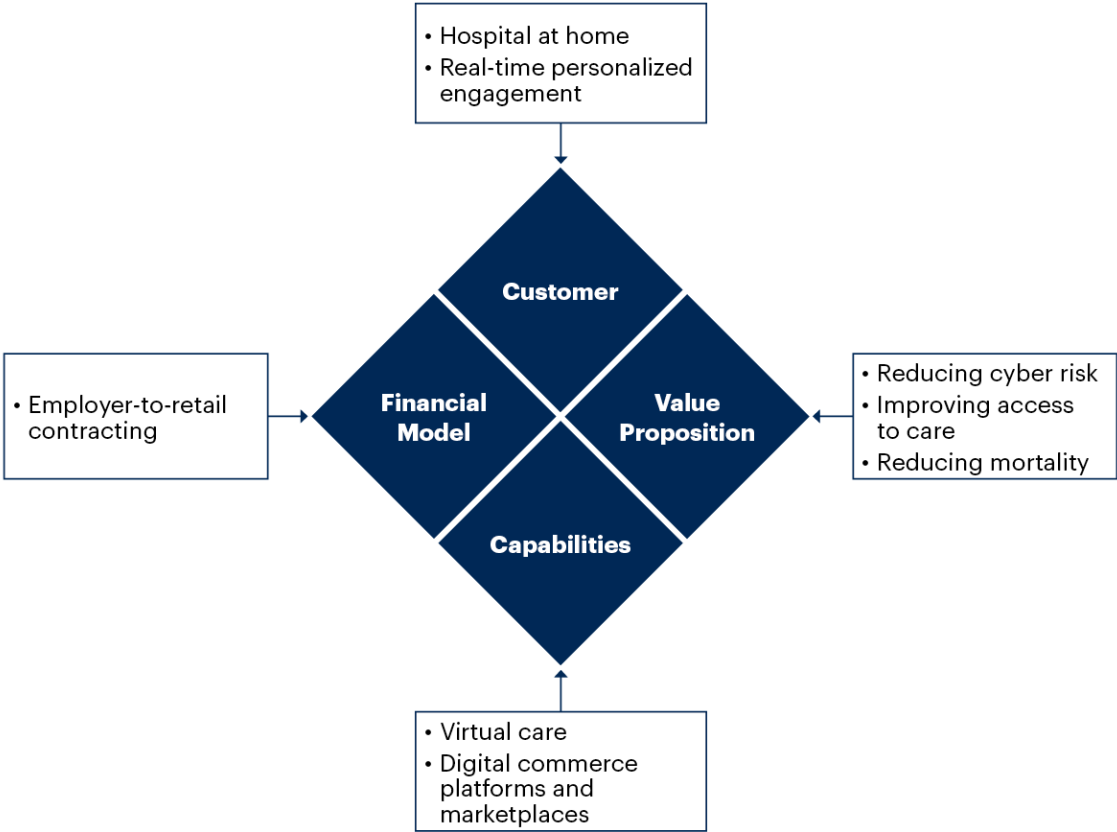 • Hospital at home
• Real-time personalized
engagement
Customer
• Employer-to-retail
contracting
Financial
Model
Value
Proposition
• Reducing cyber risk
• Improving access
to care
• Reducing mortality
Capabilities
• Virtual care
• Digital commerce
platforms and
marketplaces